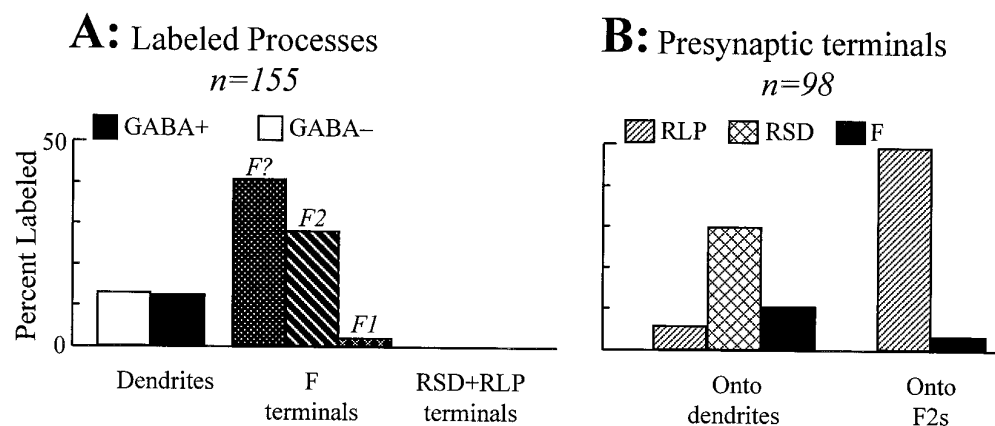 A: Labeled Processes
n=155
GABA+ GABA–
50
Percent Labeled
0
F?
F2
F1
Dendrites
F
terminals
RSD+RLP
terminals
B: Presynaptic terminals
n=98
RLP RSD F
Onto
dendrites
Onto
F2s